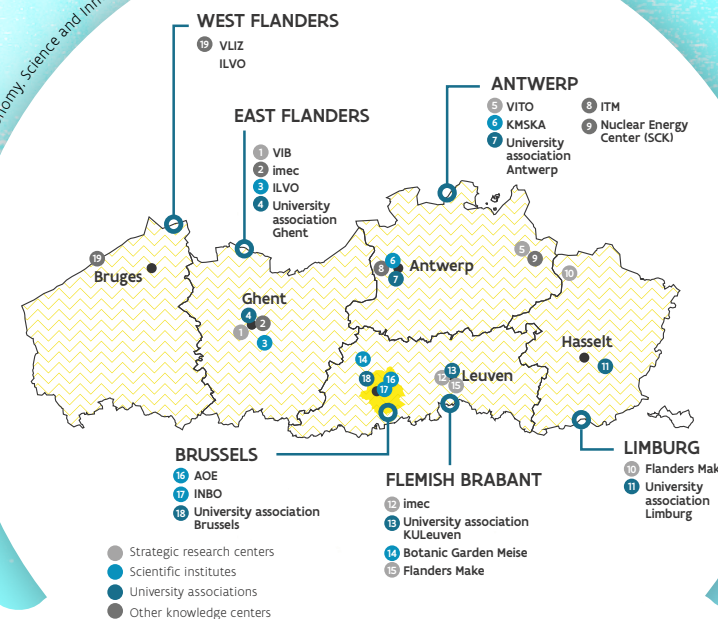 onomy, Science and Inn
WEST FLANDERS
19 VLIZ
ILVO
EAST FLANDERS
1 VIB
2 imec
3 ILVO
4 University
association
Ghent
ANTWERP
5 VITO
6 KMSKA
7 University
association
Antwerp
8 ITM
9 Nuclear Energy
Center (SCK)
19
Bruges
Ghent
4
2
1
3
6
8
7
Antwerp
5
9
10
Hasselt
11
14
18
16
17
13
12
15
Leuven
BRUSSELS
16 AOE
17 INBO
18 University association
Brussels
FLEMISH BRABANT
12 imec
13 University association
KULeuven
14 Botanic Garden Meise
15 Flanders Make
LIMBURG
10 Flanders Mak
11 University
association
Limburg
Strategic research centers
Scientific institutes
University associations
Other knowledge centers